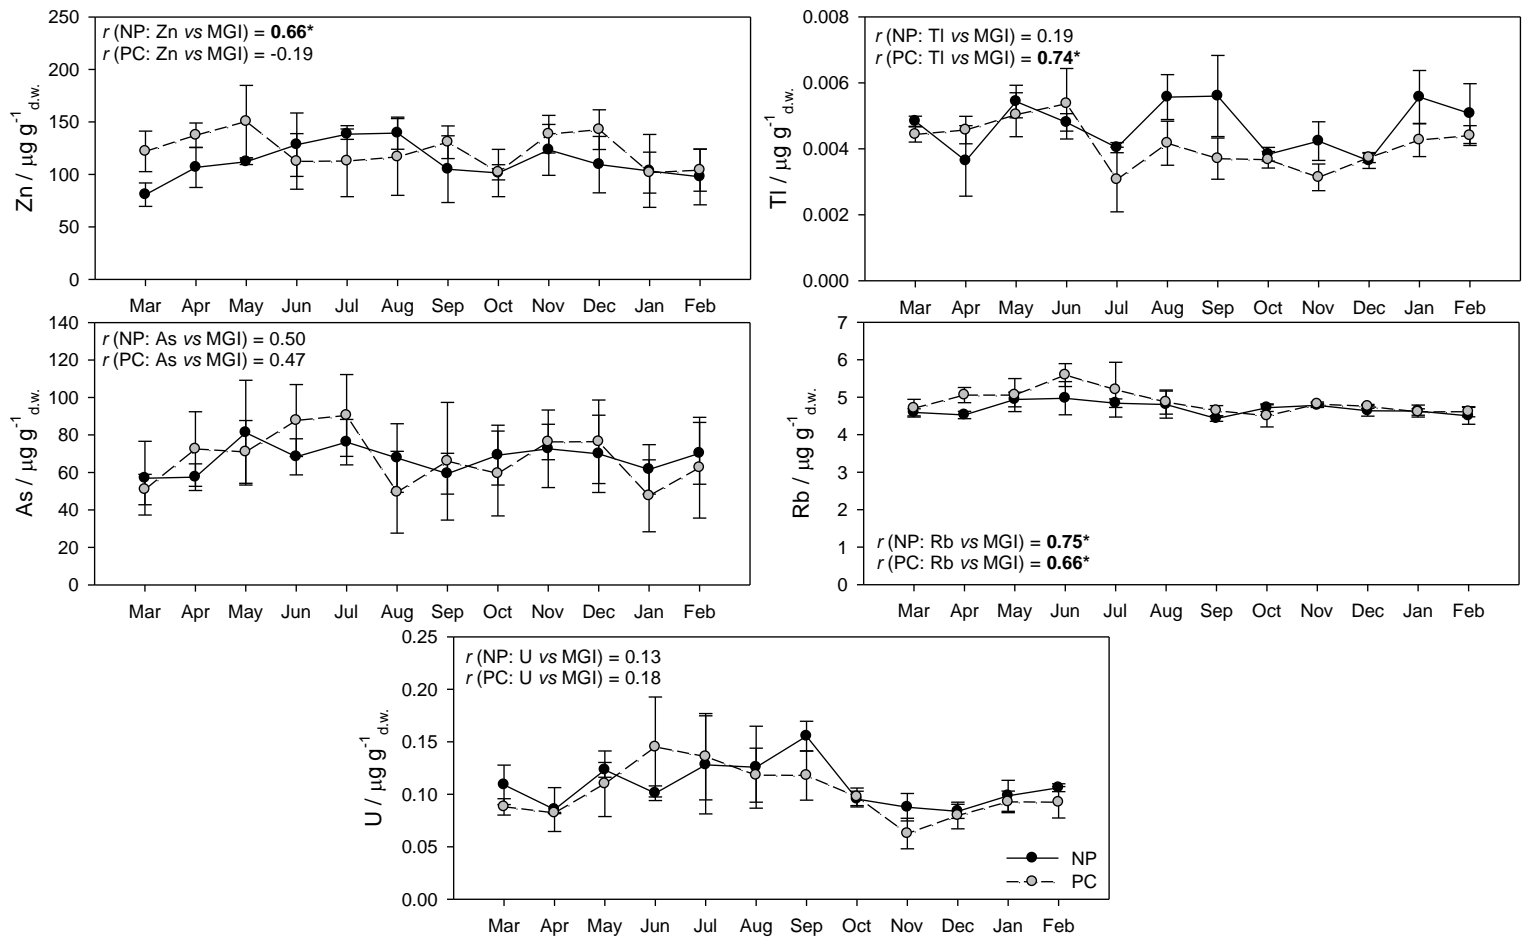 r (NP: Zn vs MGI) = 0.66*
r (PC: Zn vs MGI) = -0.19
Zn / µg g-1 d.w.
250
200
150
100
50
0
Mar Apr May Jun Jul Aug Sep Oct Nov Dec Jan Feb
r (NP: Tl vs MGI) = 0.19
r (PC: Tl vs MGI) = 0.74*
Tl / µg g-1 d.w.
0.008
0.006
0.004
0.002
0.000
Mar Apr May Jun Jul Aug Sep Oct Nov Dec Jan Feb
r (NP: As vs MGI) = 0.50
r (PC: As vs MGI) = 0.47
As / µg g-1 d.w.
140
120
100
80
60
40
20
0
Mar Apr May Jun Jul Aug Sep Oct Nov Dec Jan Feb
Rb / µg g-1 d.w.
7
6
5
4
3
2
1
0
r (NP: Rb vs MGI) = 0.75*
r (PC: Rb vs MGI) = 0.66*
Mar Apr May Jun Jul Aug Sep Oct Nov Dec Jan Feb
r (NP: U vs MGI) = 0.13
r (PC: U vs MGI) = 0.18
U / µg g-1 d.w.
0.25
0.20
0.15
0.10
0.05
0.00
NP
PC
Mar Apr May Jun Jul Aug Sep Oct Nov Dec Jan Feb